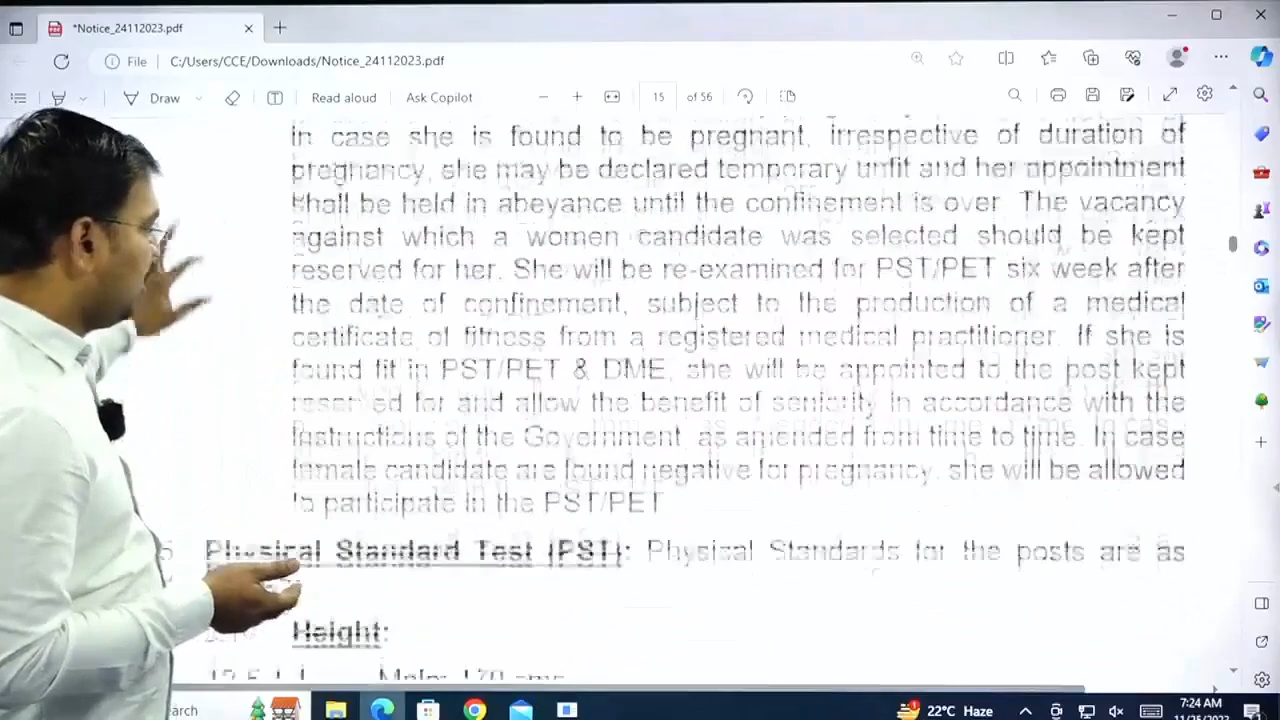 *Notice_24112023.pdf
File C:/Users/CCE/Downloads/Notice_24112023.pdf
Draw Read aloud Ask Copilot 15 of 56
in case she is found to be pregnant, irrespective of duration of
pregnancy, she may be declared temporary unfit and her appointment
shall be held in abeyance until the confinement is over. The vacancy
against which a women candidate was selected should be kept
reserved for her. She will be re-examined for PST/PET six week after
the date of confinement, subject to the production of a medical
certificate of fitness from a registered medical practitioner. If she is
found fit in PST/PET & DME, she will be appointed to the post kept
reserved for and allow the benefit of seniority in accordance with the
instructions of the Government, as amended from time to time. In case
female candidate are found negative for pregnancy, she will be allowed
to participate in the PST/PET
Physical Standard Test (PST): Physical Standards for the posts are as
Height:
earch
22°C Haze
7:24 AM